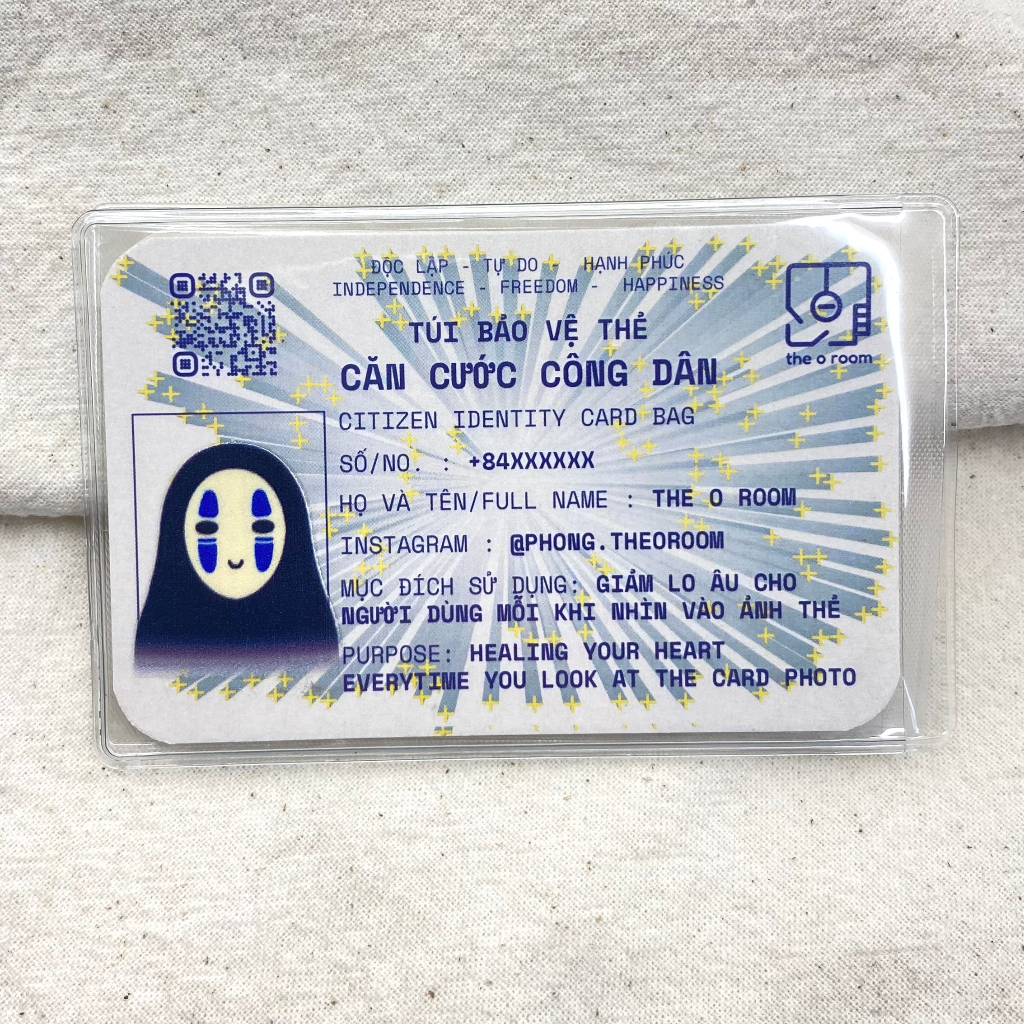 ĐỘC LẬP - TỰ DO - HẠNH PHÚC
INDEPENDENCE - FREEDOM - HAPPINESS
TÚI BẢO VỆ THẺ
CĂN CƯỚC CÔNG DÂN
CITIZEN IDENTITY CARD BAG
the o room
SỐ/NO. : +84XXXXXXX
HỌ VÀ TÊN/FULL NAME : THE O ROOM
INSTAGRAM : @PHONG.THEOROOM
MỤC ĐÍCH SỬ DỤNG: GIẢM LO ÂU CHO
NGƯỜI DÙNG MỖI KHI NHÌN VÀO ẢNH THẺ
PURPOSE: HEALING YOUR HEART
EVERYTIME YOU LOOK AT THE CARD PHOTO